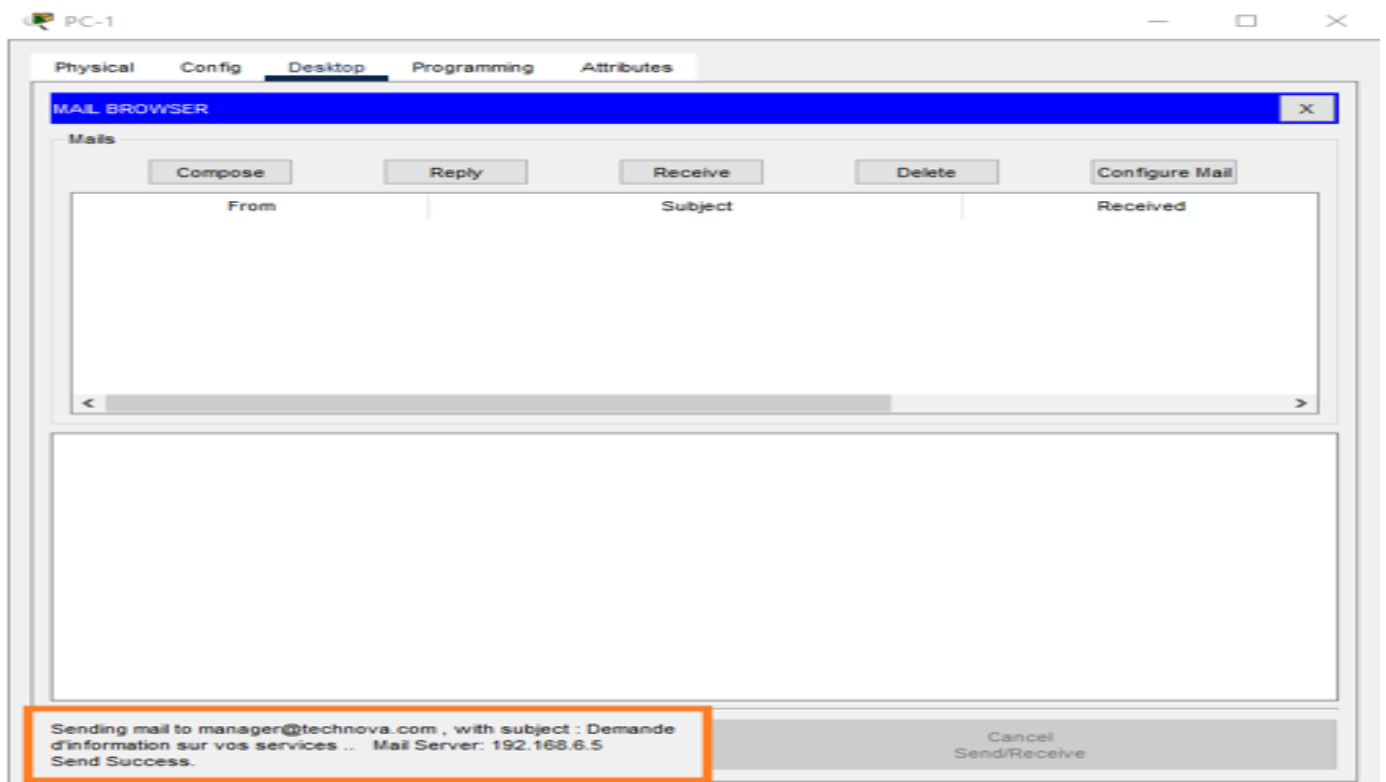 PC-1
Physical Config Desktop Programming Attributes
MAIL BROWSER X
Mails
Compose Reply Receive Delete Configure Mail
From Subject Received
Sending mail to manager@technova.com , with subject : Demande
d'information sur vos services .. Mail Server: 192.168.6.5
Send Success.
Cancel
Send/Receive